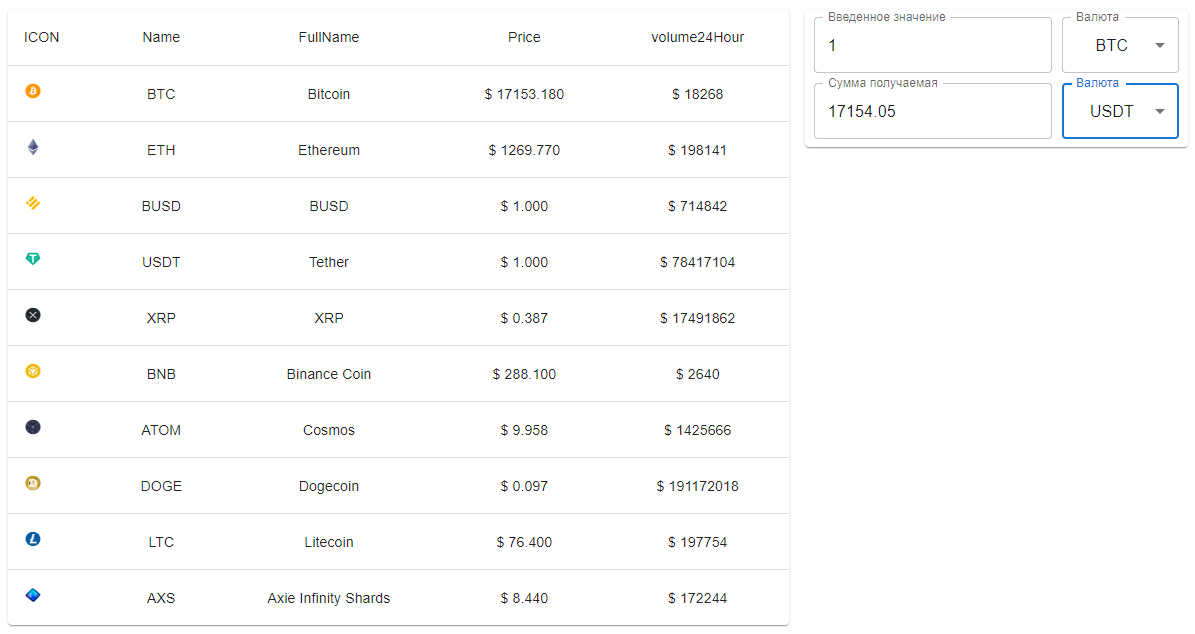 ICON Name FullName Price volume24Hour
BTC Bitcoin $ 17153.180 $ 18268
ETH Ethereum $ 1269.770 $ 198141
BUSD BUSD $ 1.000 $ 714842
USDT Tether $ 1.000 $ 78417104
XRP XRP $ 0.387 $ 17491862
BNB Binance Coin $ 288.100 $ 2640
ATOM Cosmos $ 9.958 $ 1425666
DOGE Dogecoin $ 0.097 $ 191172018
LTC Litecoin $ 76.400 $ 197754
AXS Axie Infinity Shards $ 8.440 $ 172244
Введенное значение Валюта
1 BTC
Сумма получаемая Валюта
17154.05 USDT